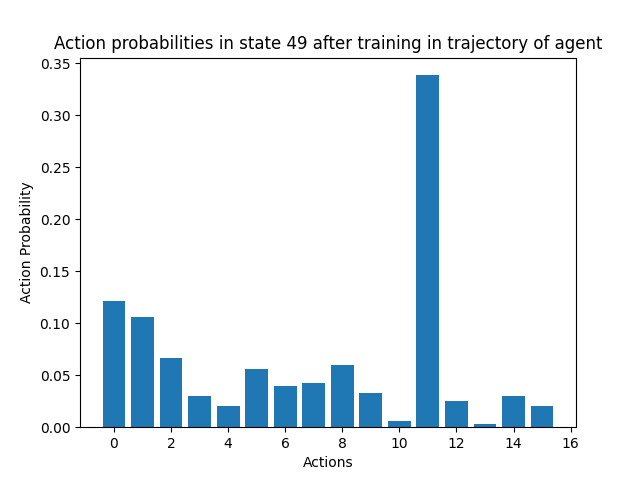 Action probabilities in state 49 after training in trajectory of agent
0.35
0.30
0.25
0.20
0.15
0.10
0.05
0.00
Action Probability
0 2 4 6 8 10 12 14 16
Actions